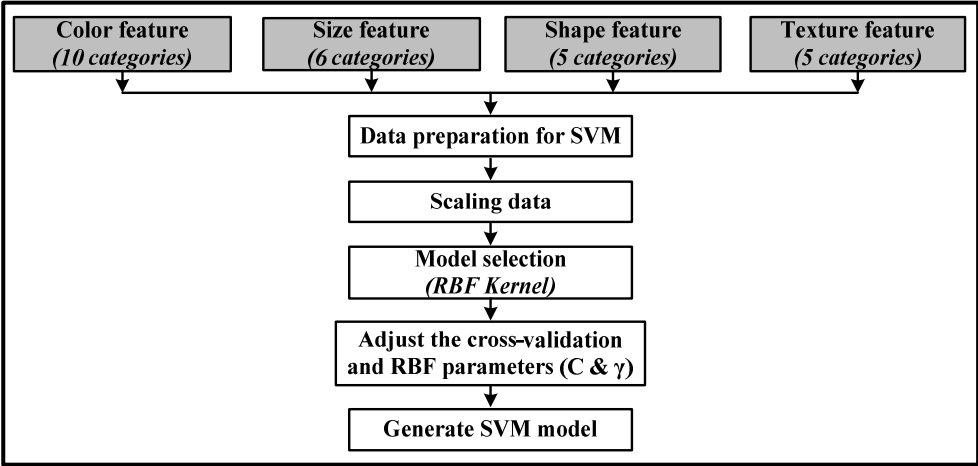 Color feature
(10 categories)
Size feature
(6 categories)
Shape feature
(5 categories)
Texture feature
(5 categories)
Data preparation for SVM
Scaling data
Model selection
(RBF Kernel)
Adjust the cross-validation
and RBF parameters (C & γ)
Generate SVM model